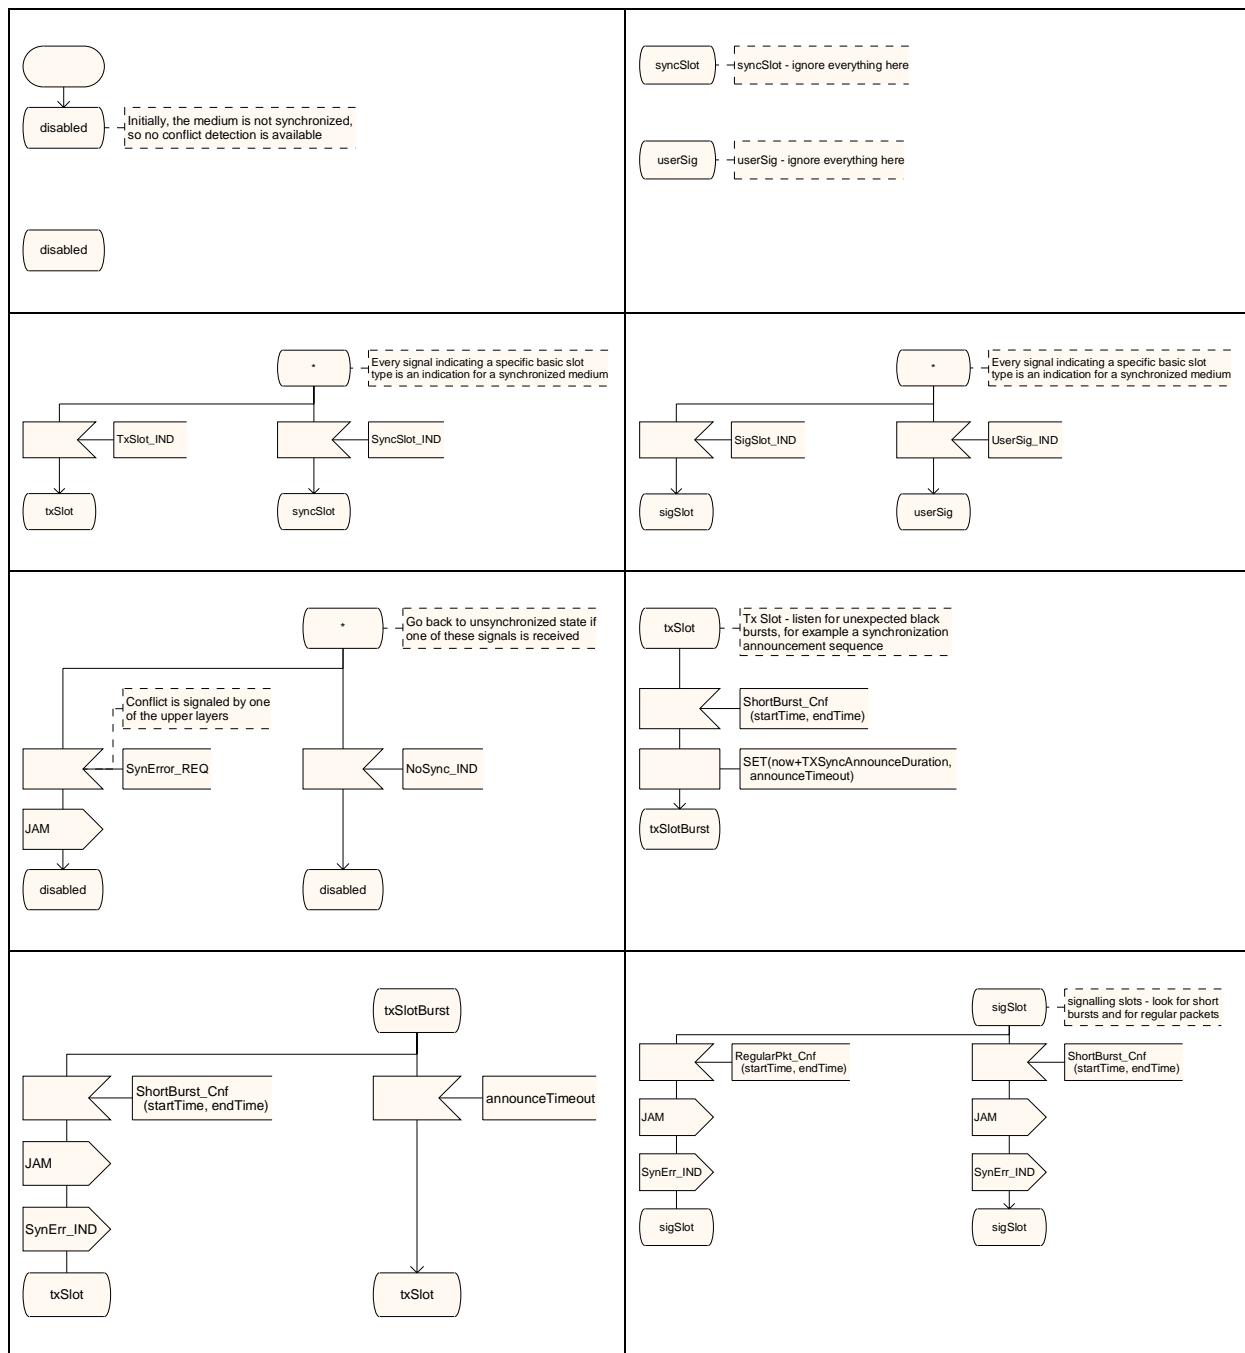 disabled
Initially, the medium is not synchronized,
so no conflict detection is available
disabled
syncSlot
syncSlot - ignore everything here
userSig
userSig - ignore everything here
*
Every signal indicating a specific basic slot
type is an indication for a synchronized medium
TxSlot_IND
SyncSlot_IND
txSlot
syncSlot
*
Every signal indicating a specific basic slot
type is an indication for a synchronized medium
SigSlot_IND
UserSig_IND
sigSlot
userSig
*
Go back to unsynchronized state if
one of these signals is received
Conflict is signaled by one
of the upper layers
SynError_REQ
NoSync_IND
JAM
disabled
disabled
txSlot
Tx Slot - listen for unexpected black
bursts, for example a synchronization
announcement sequence
ShortBurst_Cnf
(startTime, endTime)
SET(now+TXSyncAnnounceDuration,
announceTimeout)
txSlotBurst
txSlotBurst
ShortBurst_Cnf
(startTime, endTime)
announceTimeout
JAM
SynErr_IND
txSlot
txSlot
sigSlot
signalling slots - look for short
bursts and for regular packets
RegularPkt_Cnf
(startTime, endTime)
ShortBurst_Cnf
(startTime, endTime)
JAM
JAM
SynErr_IND
SynErr_IND
sigSlot
sigSlot